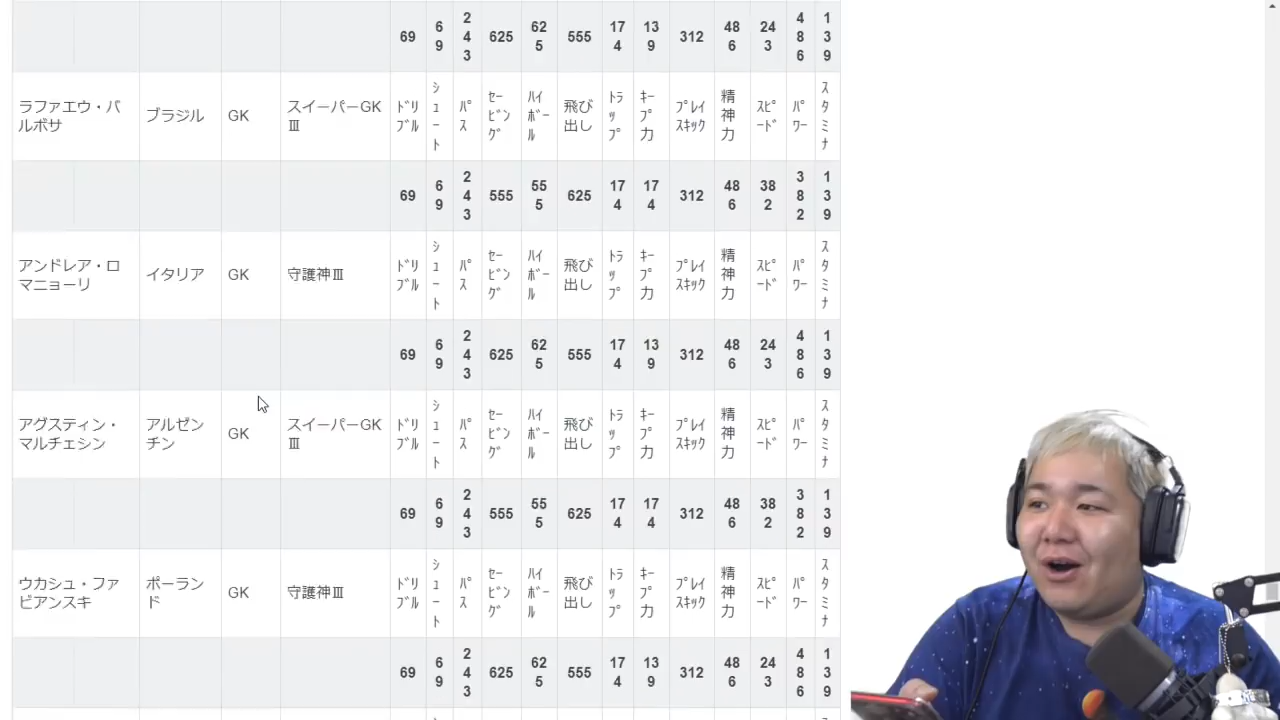 69 69 243 625 625 555 174 139 312 486 243 486 139
ラファエウ・バルボサ ブラジル GK スイーパーGKⅢ ﾄﾞﾘﾌﾞﾙ ｼｭｰﾄ ﾊﾟｽ ｾｰﾋﾞﾝｸﾞ ﾊｲﾎﾞｰﾙ 飛び出し ﾄﾗｯﾌﾟ ｷｰﾌﾟ力 ﾌﾟﾚｲｽｷｯｸ 精神力 ｽﾋﾟｰﾄﾞ ﾊﾟﾜｰ ｽﾀﾐﾅ
69 69 243 555 555 625 174 174 312 486 382 382 139
アンドレア・ロマニョーリ イタリア GK 守護神Ⅲ ﾄﾞﾘﾌﾞﾙ ｼｭｰﾄ ﾊﾟｽ ｾｰﾋﾞﾝｸﾞ ﾊｲﾎﾞｰﾙ 飛び出し ﾄﾗｯﾌﾟ ｷｰﾌﾟ力 ﾌﾟﾚｲｽｷｯｸ 精神力 ｽﾋﾟｰﾄﾞ ﾊﾟﾜｰ ｽﾀﾐﾅ
69 69 243 625 625 555 174 139 312 486 243 486 139
アグスティン・マルチェシン アルゼンチン GK スイーパーGKⅢ ﾄﾞﾘﾌﾞﾙ ｼｭｰﾄ ﾊﾟｽ ｾｰﾋﾞﾝｸﾞ ﾊｲﾎﾞｰﾙ 飛び出し ﾄﾗｯﾌﾟ ｷｰﾌﾟ力 ﾌﾟﾚｲｽｷｯｸ 精神力 ｽﾋﾟｰﾄﾞ ﾊﾟﾜｰ ｽﾀﾐﾅ
69 69 243 555 555 625 174 174 312 486 382 382 139
ウカシュ・ファビアンスキ ポーランド GK 守護神Ⅲ ﾄﾞﾘﾌﾞﾙ ｼｭｰﾄ ﾊﾟｽ ｾｰﾋﾞﾝｸﾞ ﾊｲﾎﾞｰﾙ 飛び出し ﾄﾗｯﾌﾟ ｷｰﾌﾟ力 ﾌﾟﾚｲｽｷｯｸ 精神力 ｽﾋﾟｰﾄﾞ ﾊﾟﾜｰ ｽﾀﾐﾅ
69 69 243 625 625 555 174 139 312 486 243 486 139